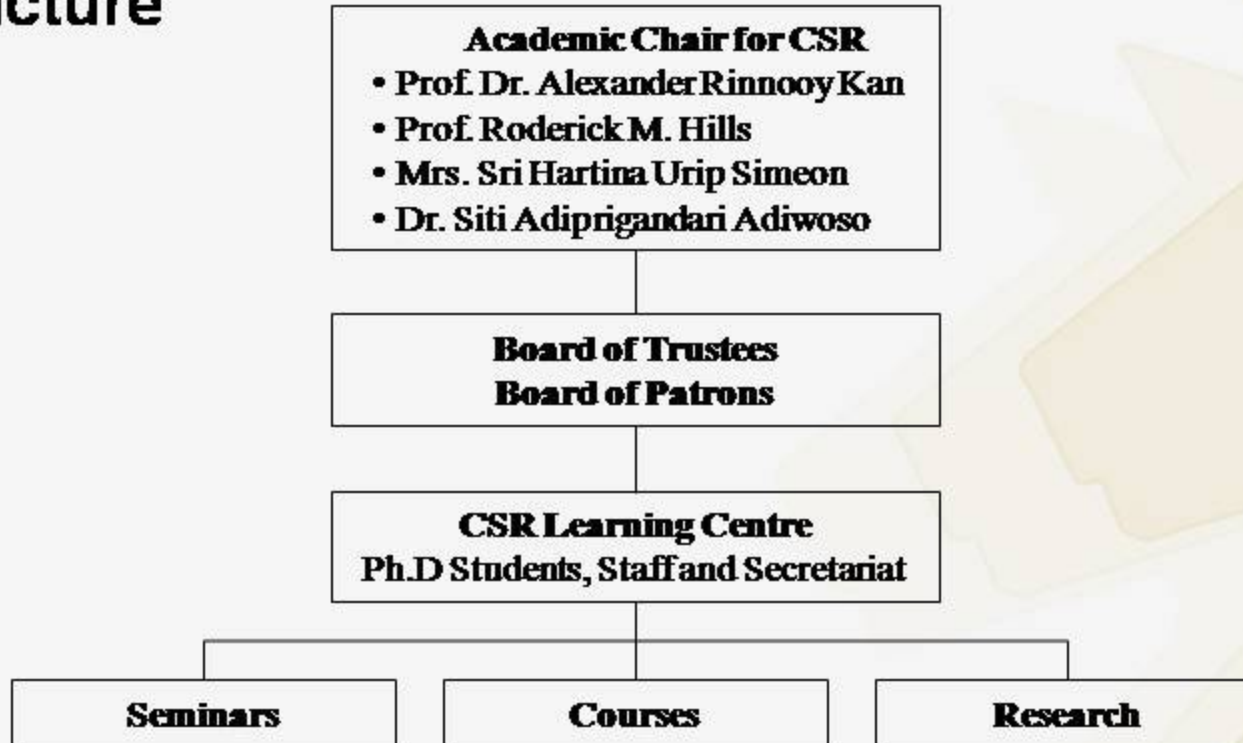 Academic Chair for CSR
• Prof. Dr. Alexander Rinnooy Kan
• Prof. Roderick M. Hills
• Mrs. Sri Hartina Urip Simeon
• Dr. Siti Adiprigandari Adiwoso
Board of Trustees
Board of Patrons
CSR Learning Centre
Ph.D Students, Staff and Secretariat
Seminars
Courses
Research